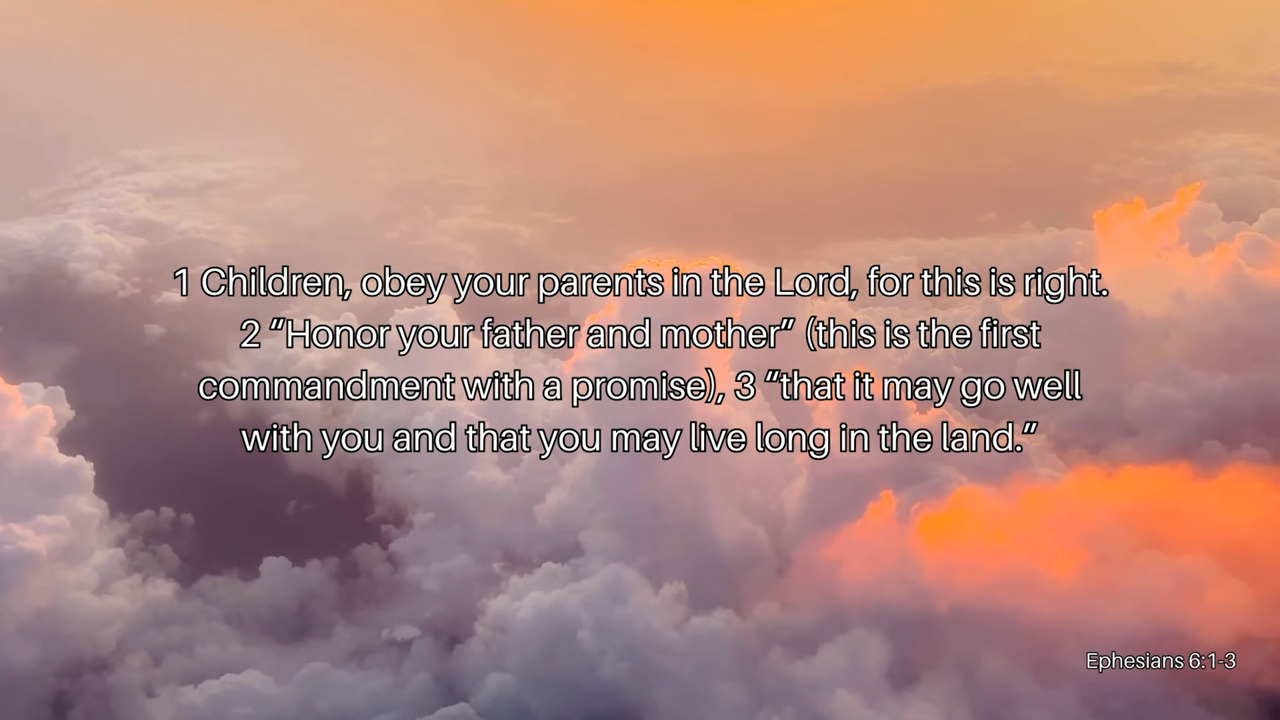 1 Children, obey your parents in the Lord, for this is right.
2 “Honor your father and mother” (this is the first
commandment with a promise), 3 “that it may go well
with you and that you may live long in the land.”
Ephesians 6:1-3